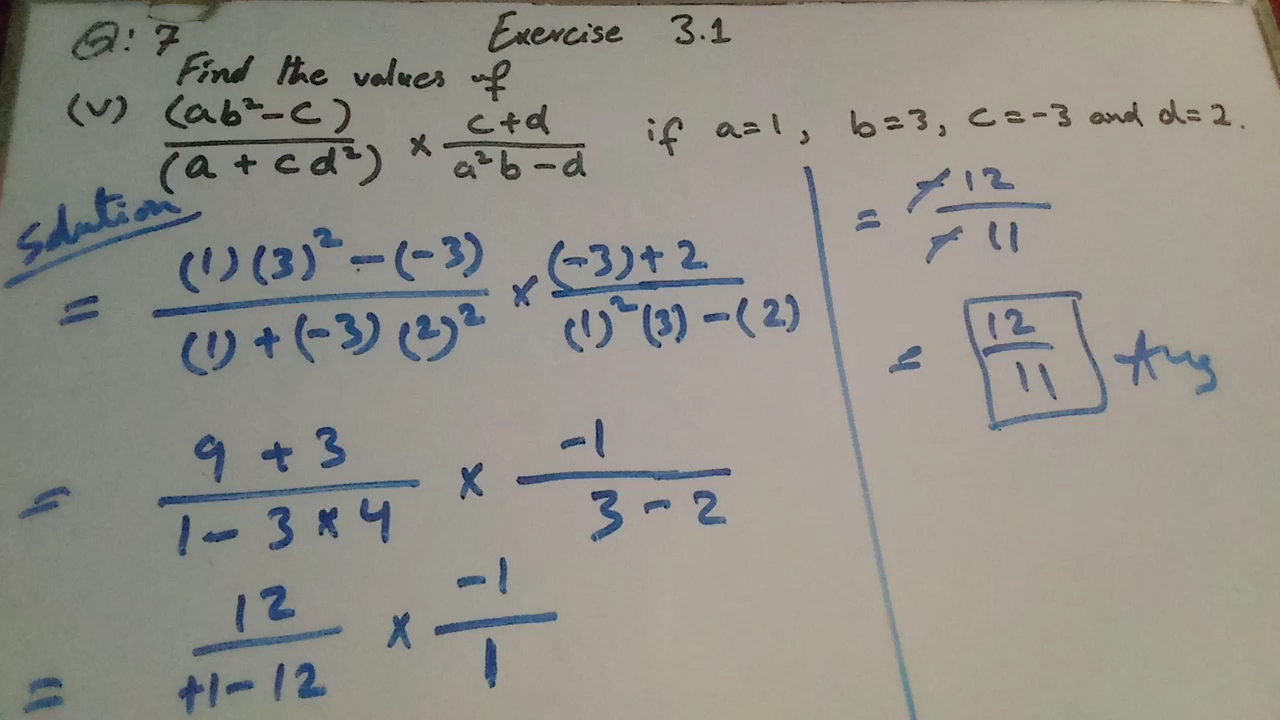 Q: 7 Exercise 3.1
Find the values of
(v) (ab²-c)/(a + cd²) × (c+d)/(a²b-d) if a=1, b=3, c=-3 and d=2.
Solution
= ((1)(3)²-(-3))/((1)+(-3)(2)²) × ((-3)+2)/((1)²(3)-(2))
= (9+3)/(1-3×4) × (-1)/(3-2)
= 12/(+1-12) × (-1)/1
= -12/-11
= 12/11 Ans